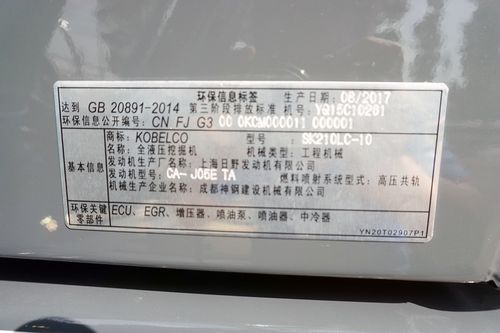 环保信息标签 生产日期 08/2017
达到 GB 20891-2014 第三阶段排放标准 机号: YQ15C10281
环保信息公开编号: CN FJ G3 00 0KCM000011 000001
基本信息
商标: KOBELCO 型号: SK210LC-10
名称: 全液压挖掘机 机械类型: 工程机械
发动机生产厂名称: 上海日野发动机有限公司
发动机型号: CA- J05E TA 燃料喷射系统型式: 高压共轨
机械生产企业名称: 成都神钢建设机械有限公司
环保关键零部件
ECU、EGR、增压器、喷油泵、喷油器、中冷器
YN20T02907P1